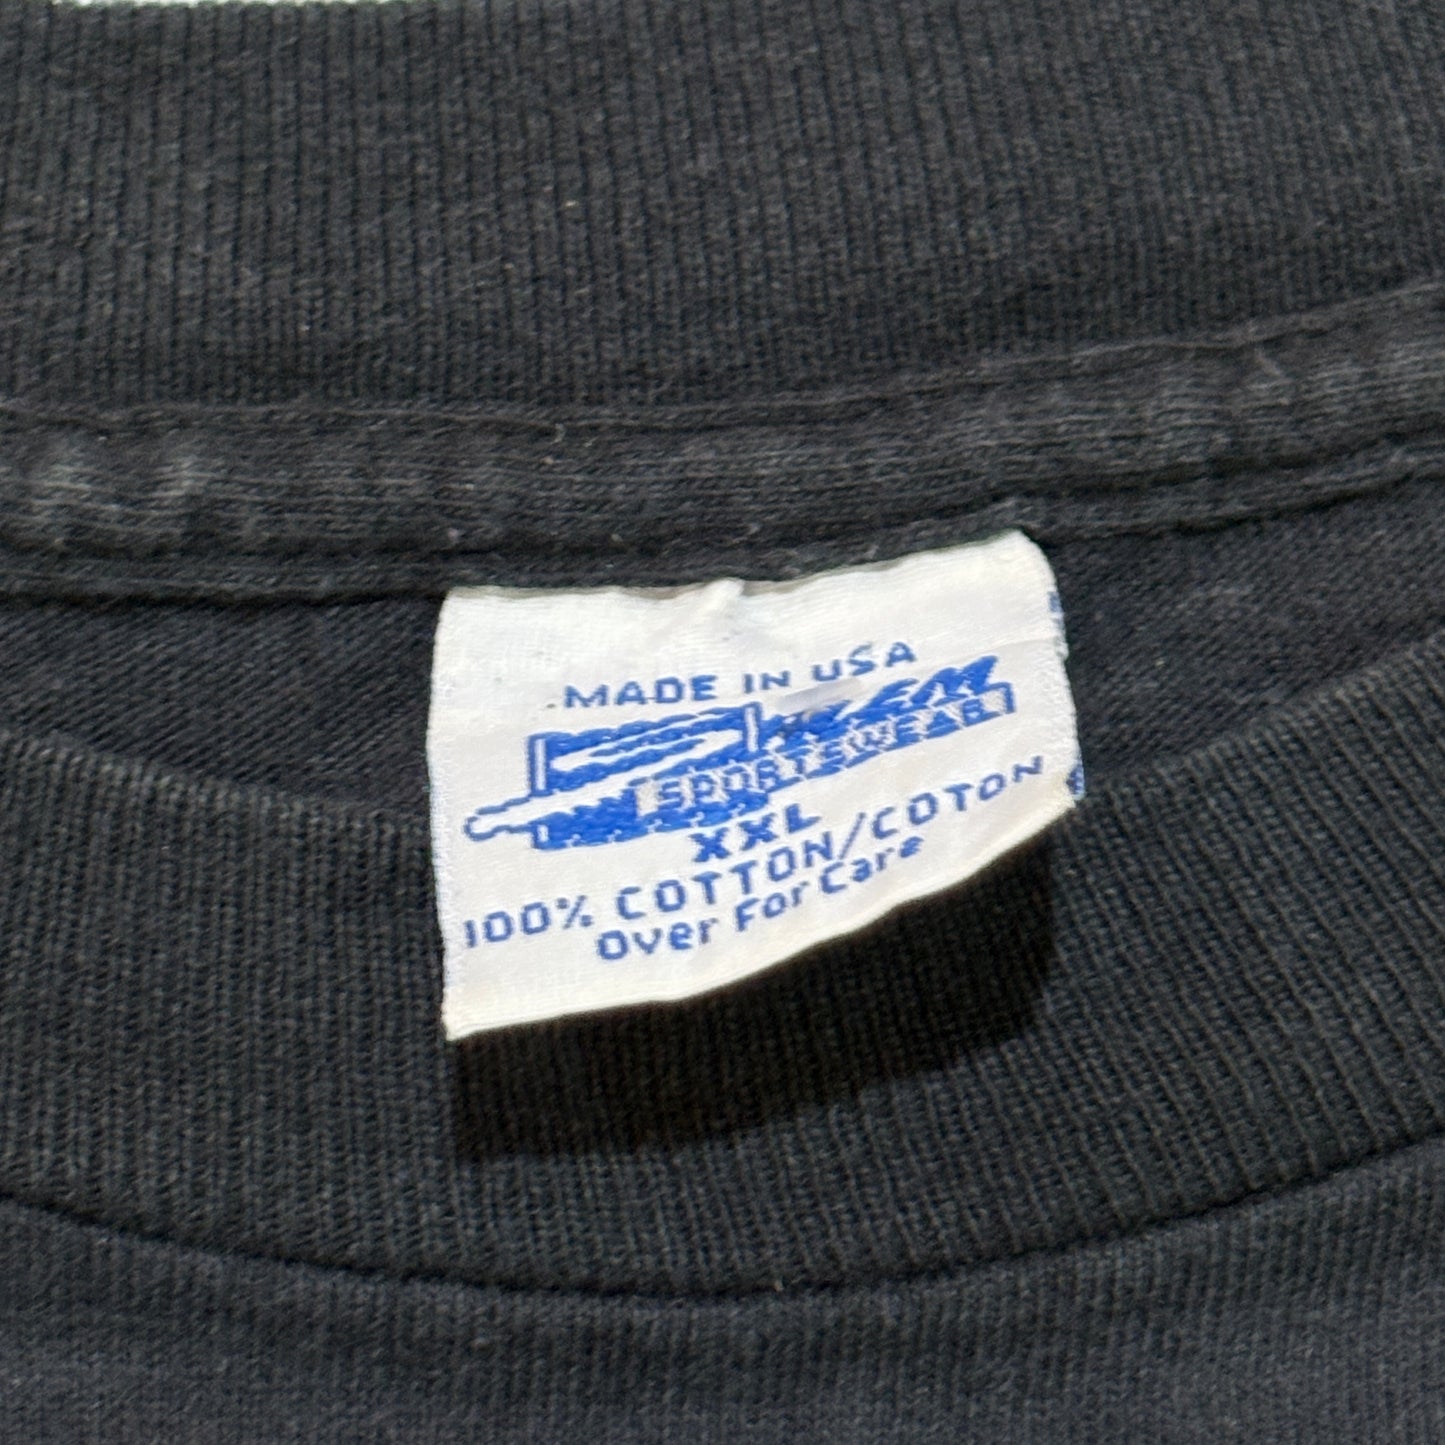 MADE IN USA
SPORTSWEAR
XXL
100% COTTON/COTON
Over For Care